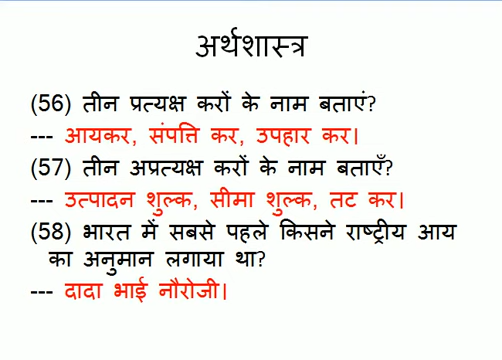 अर्थशास्त्र
(56) तीन प्रत्यक्ष करों के नाम बताएं?
--- आयकर, संपत्ति कर, उपहार कर।
(57) तीन अप्रत्यक्ष करों के नाम बताएँ?
--- उत्पादन शुल्क, सीमा शुल्क, तट कर।
(58) भारत में सबसे पहले किसने राष्ट्रीय आय
का अनुमान लगाया था?
--- दादा भाई नौरोजी।